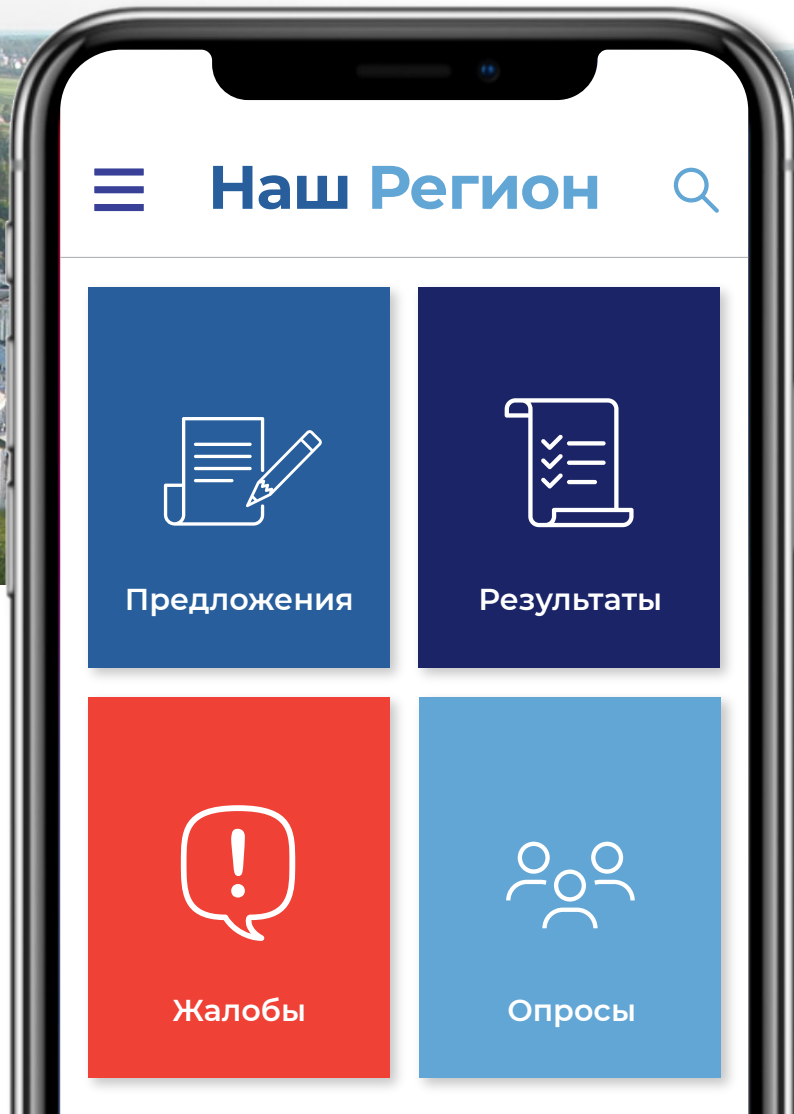 Наш Регион
Предложения
Результаты
Жалобы
Опросы